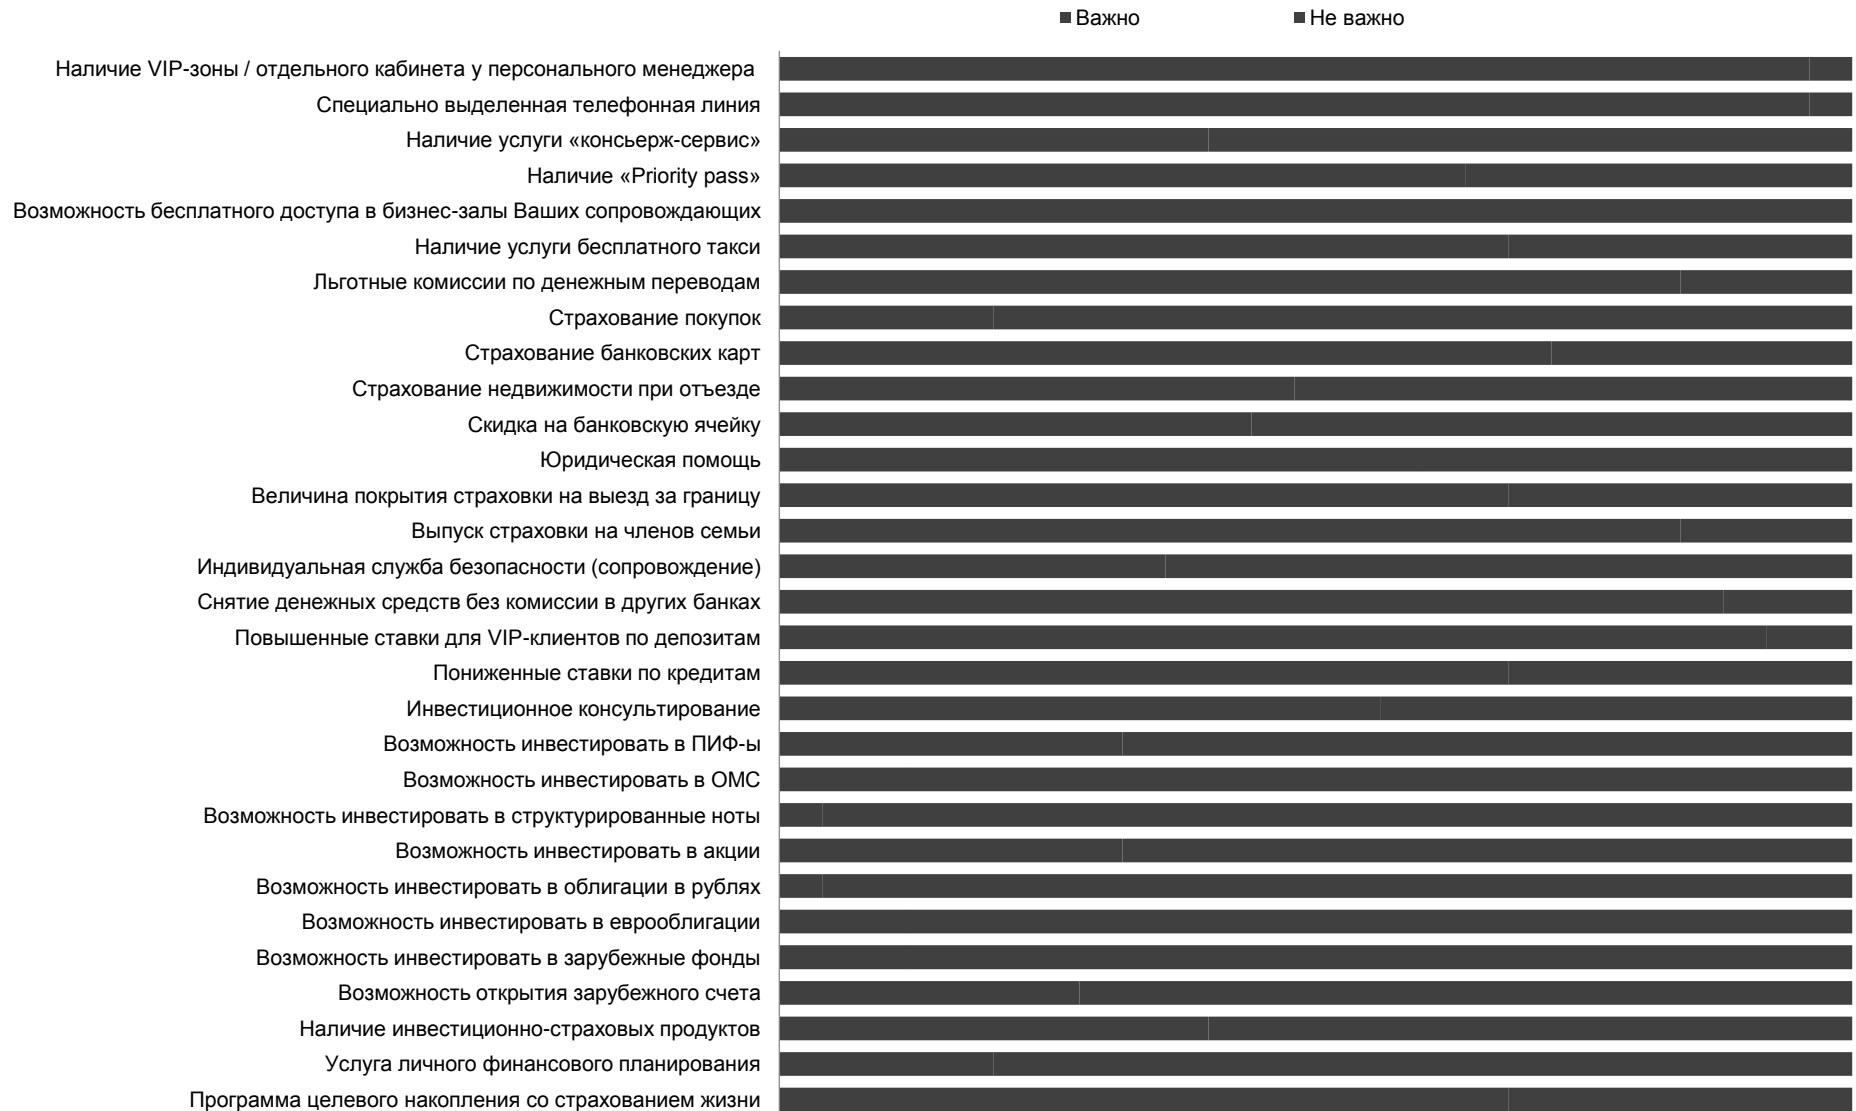 Важно Не важно
Наличие VIP-зоны / отдельного кабинета у персонального менеджера
Специально выделенная телефонная линия
Наличие услуги «консьерж-сервис»
Наличие «Priority pass»
Возможность бесплатного доступа в бизнес-залы Ваших сопровождающих
Наличие услуги бесплатного такси
Льготные комиссии по денежным переводам
Страхование покупок
Страхование банковских карт
Страхование недвижимости при отъезде
Скидка на банковскую ячейку
Юридическая помощь
Величина покрытия страховки на выезд за границу
Выпуск страховки на членов семьи
Индивидуальная служба безопасности (сопровождение)
Снятие денежных средств без комиссии в других банках
Повышенные ставки для VIP-клиентов по депозитам
Пониженные ставки по кредитам
Инвестиционное консультирование
Возможность инвестировать в ПИФ-ы
Возможность инвестировать в ОМС
Возможность инвестировать в структурированные ноты
Возможность инвестировать в акции
Возможность инвестировать в облигации в рублях
Возможность инвестировать в еврооблигации
Возможность инвестировать в зарубежные фонды
Возможность открытия зарубежного счета
Наличие инвестиционно-страховых продуктов
Услуга личного финансового планирования
Программа целевого накопления со страхованием жизни